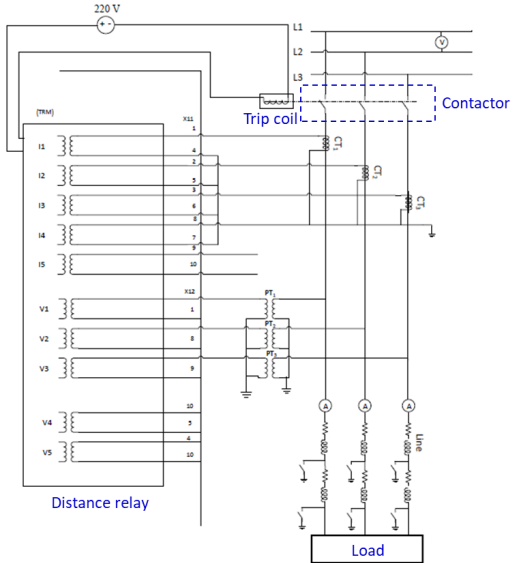 220 V
L1
V
L2
L3
Contactor
Trip coil
(TRM)
X11
1
CT1
I1
4
2
CT2
I2
5
3
CT3
I3
6
8
I4
7
9
I5
10
X12
PT1
V1
1
PT2
V2
8
PT3
V3
9
A
A
A
10
V4
5
Line
4
V5
10
Distance relay
Load